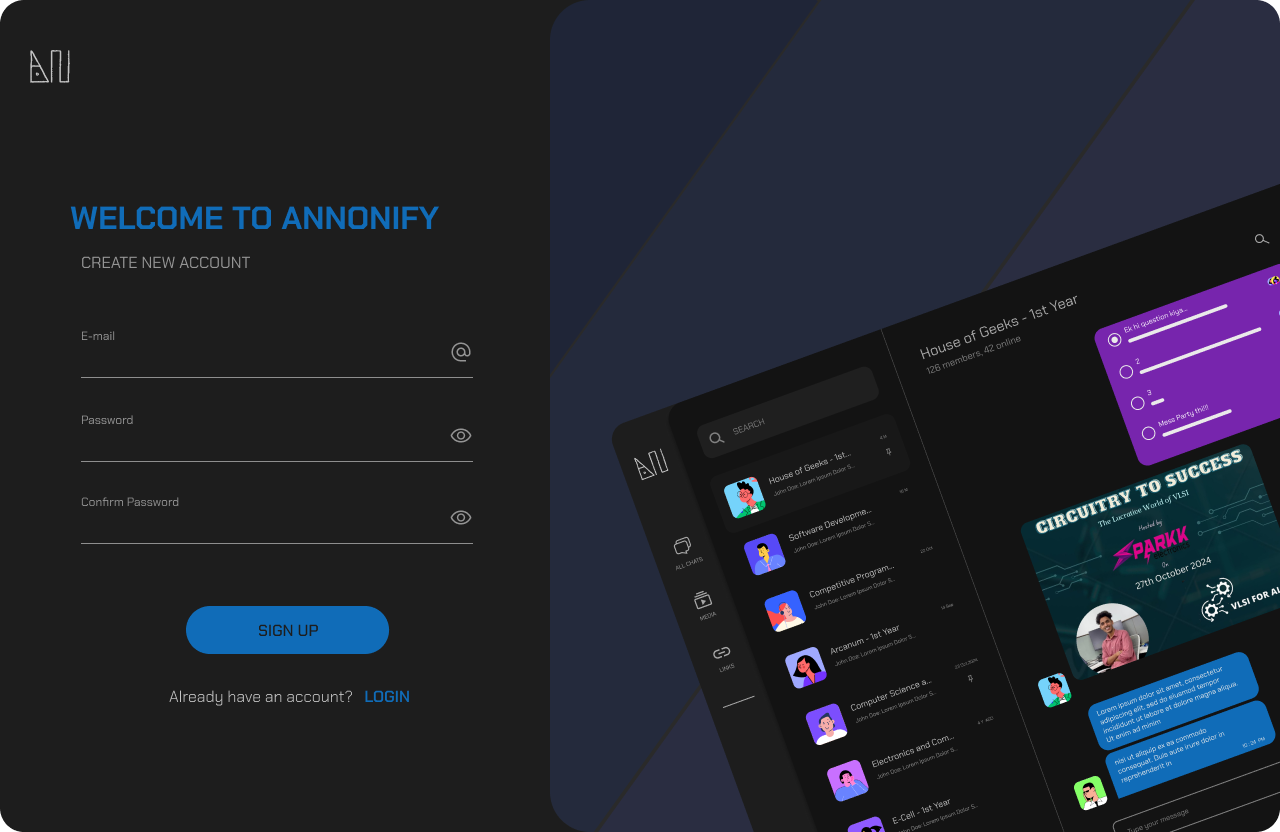 WELCOME TO ANNONIFY
CREATE NEW ACCOUNT
E-mail
Password
Confirm Password
SIGN UP
Already have an account? LOGIN
SEARCH
ALL CHATS
MEDIA
LINKS
House of Geeks - 1st...
John Doe: Lorem Ipsum Dolor S...
Software Developme...
John Doe: Lorem Ipsum Dolor S...
Competitive Program...
John Doe: Lorem Ipsum Dolor S...
Arcanum - 1st Year
John Doe: Lorem Ipsum Dolor S...
Computer Science a...
John Doe: Lorem Ipsum Dolor S...
Electronics and Com...
John Doe: Lorem Ipsum Dolor S...
E-Cell - 1st Year
John Doe: Lorem Ipsum Dolor S...
House of Geeks - 1st Year
126 members, 42 online
Ek hi question kiya...
2
3
Mass Party thi!!!
CIRCUITRY TO SUCCESS
The Lucrative World of VLSI
Hosted by
SPARKK
On
27th October 2024
VLSI FOR
Lorem ipsum dolor sit amet, consectetur
adipiscing elit, sed do eiusmod tempor
incididunt ut labore et dolore magna aliqua.
Ut enim ad minim
nisi ut aliquip ex ea commodo
consequat. Duis aute irure dolor in
reprehenderit in
10:24 PM
Type your message